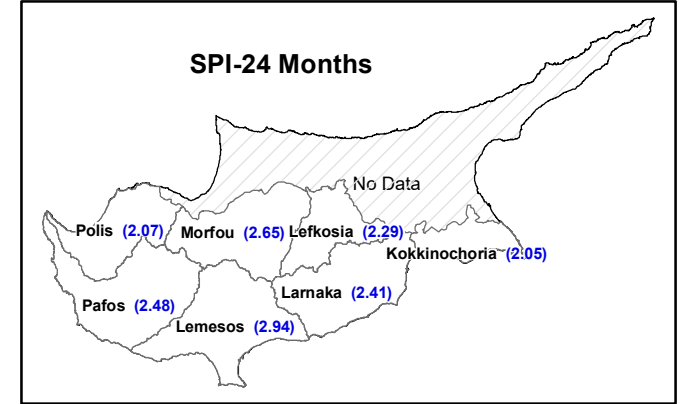 SPI-24 Months
No Data
Polis (2.07)
Morfou (2.65)
Lefkosia (2.29)
Kokkinochoria (2.05)
Pafos (2.48)
Larnaka (2.41)
Lemesos (2.94)